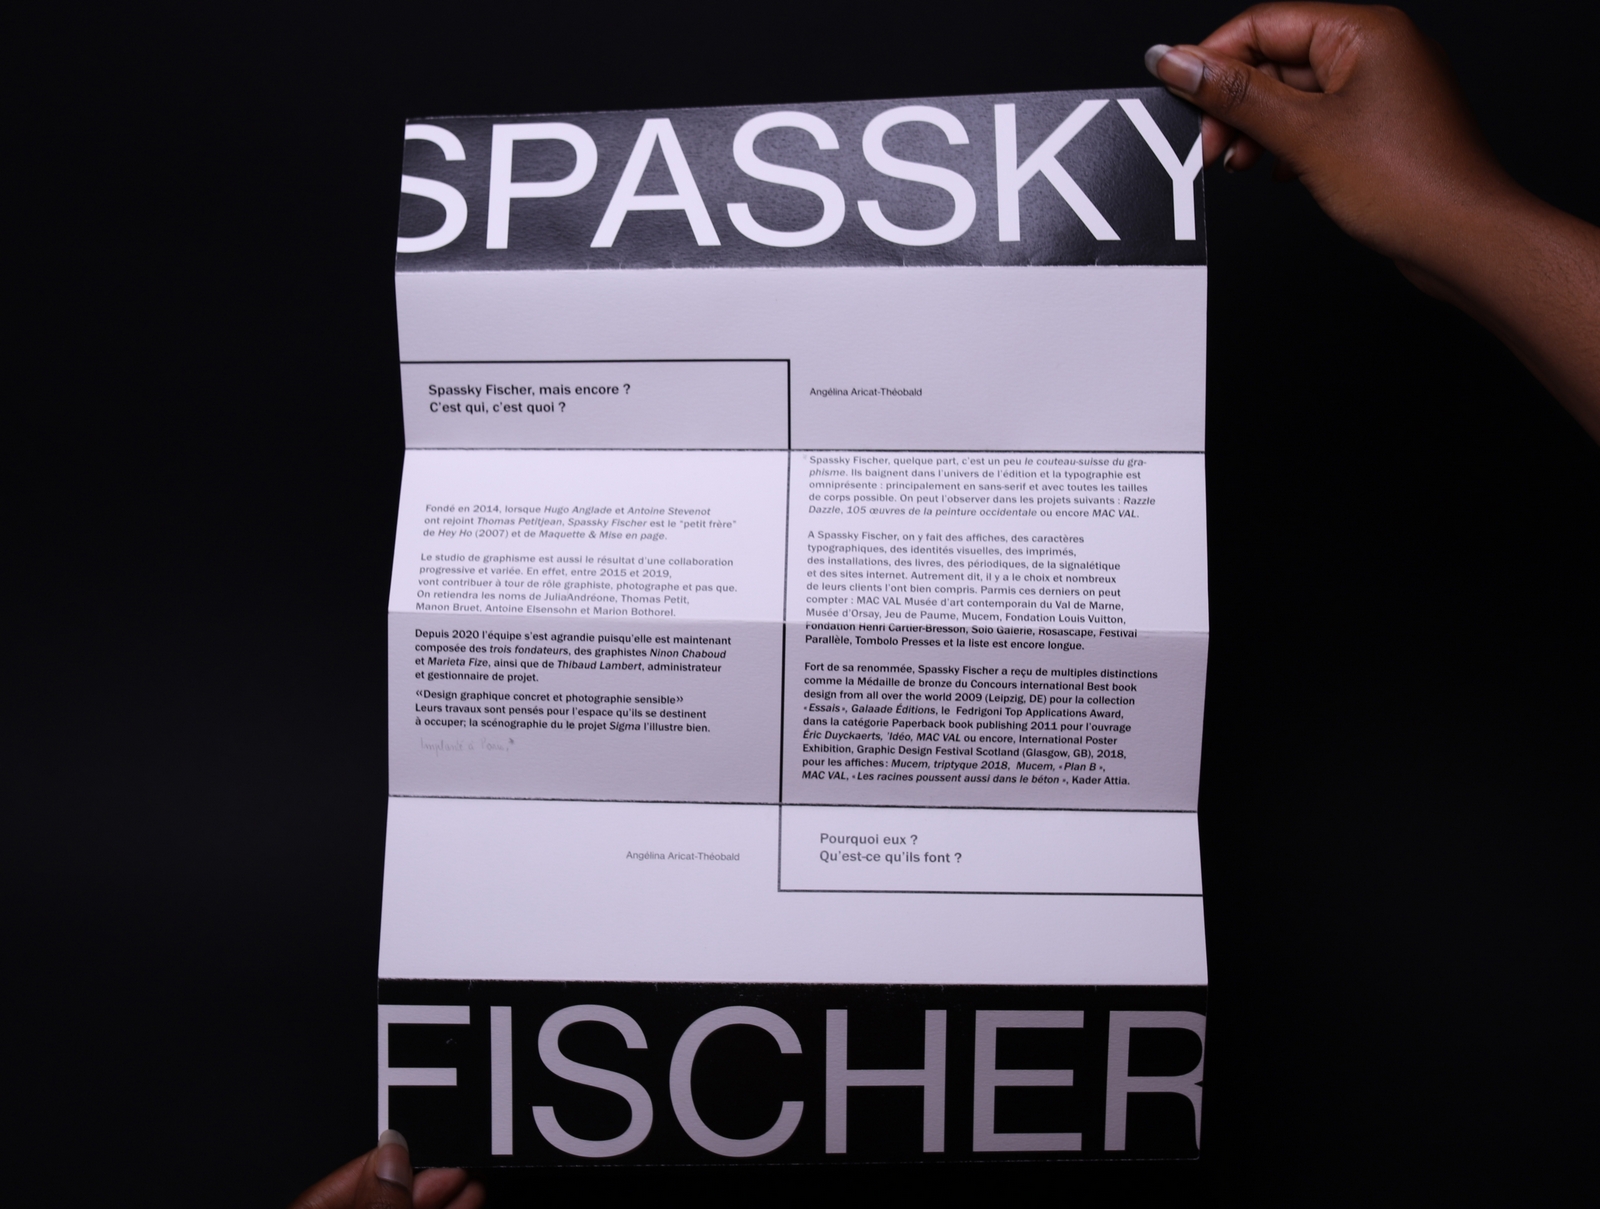 SPASSKY
Spassky Fischer, mais encore ?
C'est qui, c'est quoi ?
Angélina Aricat-Théobald
Fondé en 2014, lorsque Hugo Anglade et Antoine Stevenot
ont rejoint Thomas Petitjean, Spassky Fischer est le "petit frère"
de Hey Ho (2007) et de Maquette & Mise en page.
Le studio de graphisme est aussi le résultat d'une collaboration
progressive et variée. En effet, entre 2015 et 2019,
vont contribuer à tour de rôle graphiste, photographe et pas que.
On retiendra les noms de JuliaAndréone, Thomas Petit,
Manon Bruet, Antoine Elsensohn et Marion Bothorel.
Depuis 2020 l'équipe s'est agrandie puisqu'elle est maintenant
composée des trois fondateurs, des graphistes Ninon Chaboud
et Marieta Fize, ainsi que de Thibaud Lambert, administrateur
et gestionnaire de projet.
«Design graphique concret et photographie sensible»
Leurs travaux sont pensés pour l'espace qu'ils se destinent
à occuper; la scénographie du le projet Sigma l'illustre bien.
Implanté à Paris*
*Spassky Fischer, quelque part, c'est un peu le couteau-suisse du gra-
phisme. Ils baignent dans l'univers de l'édition et la typographie est
omniprésente : principalement en sans-serif et avec toutes les tailles
de corps possible. On peut l'observer dans les projets suivants : Razzle
Dazzle, 105 œuvres de la peinture occidentale ou encore MAC VAL.
A Spassky Fischer, on y fait des affiches, des caractères
typographiques, des identités visuelles, des imprimés,
des installations, des livres, des périodiques, de la signalétique
et des sites internet. Autrement dit, il y a le choix et nombreux
de leurs clients l'ont bien compris. Parmis ces derniers on peut
compter : MAC VAL Musée d'art contemporain du Val de Marne,
Musée d'Orsay, Jeu de Paume, Mucem, Fondation Louis Vuitton,
Fondation Henri Cartier-Bresson, Solo Galerie, Rosascape, Festival
Parallèle, Tombolo Presses et la liste est encore longue.
Fort de sa renommée, Spassky Fischer a reçu de multiples distinctions
comme la Médaille de bronze du Concours international Best book
design from all over the world 2009 (Leipzig, DE) pour la collection
«Essais», Galaade Éditions, le Fedrigoni Top Applications Award,
dans la catégorie Paperback book publishing 2011 pour l'ouvrage
Éric Duyckaerts, 'Idéo, MAC VAL ou encore, International Poster
Exhibition, Graphic Design Festival Scotland (Glasgow, GB), 2018,
pour les affiches: Mucem, triptyque 2018, Mucem, «Plan B»,
MAC VAL, «Les racines poussent aussi dans le béton», Kader Attia.
Angélina Aricat-Théobald
Pourquoi eux ?
Qu'est-ce qu'ils font ?
FISCHER